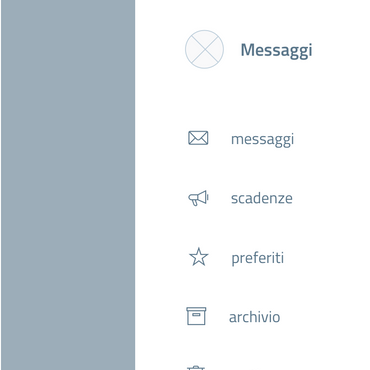 Messaggi
messaggi
scadenze
preferiti
archivio